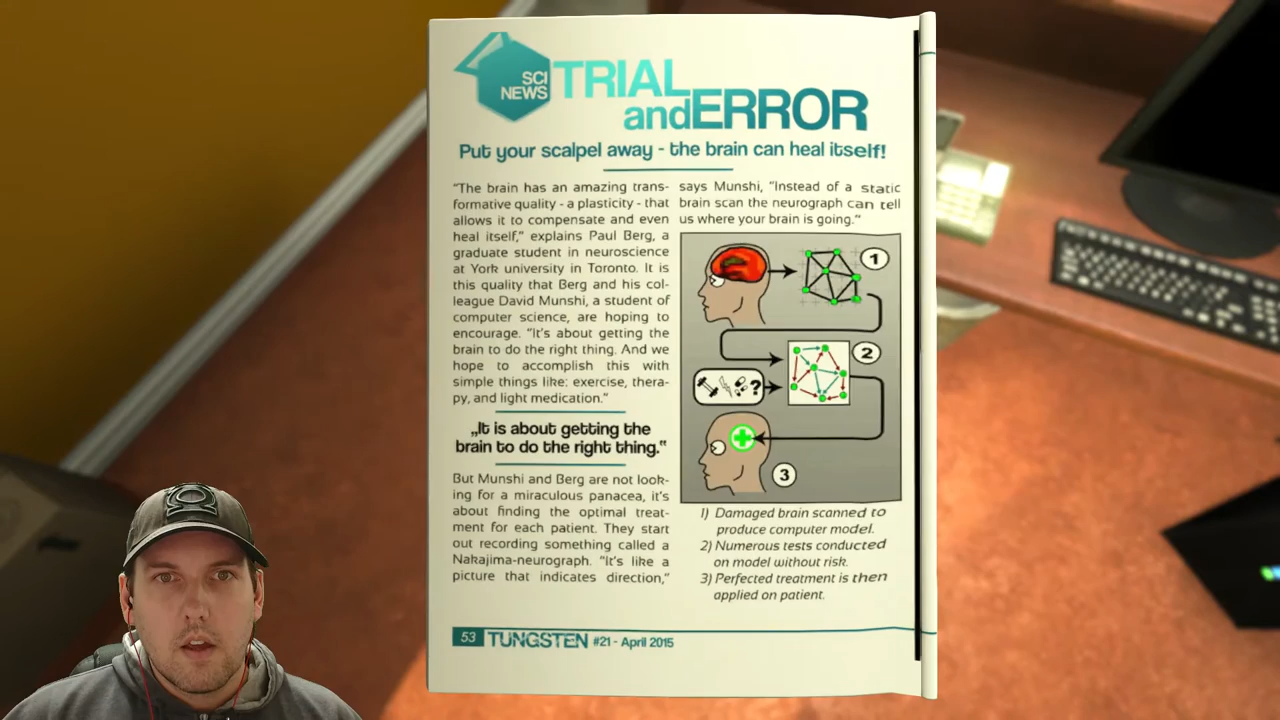 SCI
NEWS
TRIAL
and ERROR
Put your scalpel away - the brain can heal itself!
"The brain has an amazing trans-
formative quality - a plasticity - that
allows it to compensate and even
heal itself," explains Paul Berg, a
graduate student in neuroscience
at York university in Toronto. It is
this quality that Berg and his col-
league David Munshi, a student of
computer science, are hoping to
encourage. "It's about getting the
brain to do the right thing. And we
hope to accomplish this with
simple things like: exercise, thera-
py, and light medication."
„It is about getting the
brain to do the right thing."
But Munshi and Berg are not look-
ing for a miraculous panacea, it's
about finding the optimal treat-
ment for each patient. They start
out recording something called a
Nakajima-neurograph. "It's like a
picture that indicates direction,"
says Munshi, "Instead of a static
brain scan the neurograph can tell
us where your brain is going."
1
2
?
3
1) Damaged brain scanned to
produce computer model.
2) Numerous tests conducted
on model without risk.
3) Perfected treatment is then
applied on patient.
53 TUNGSTEN #21 - April 2015